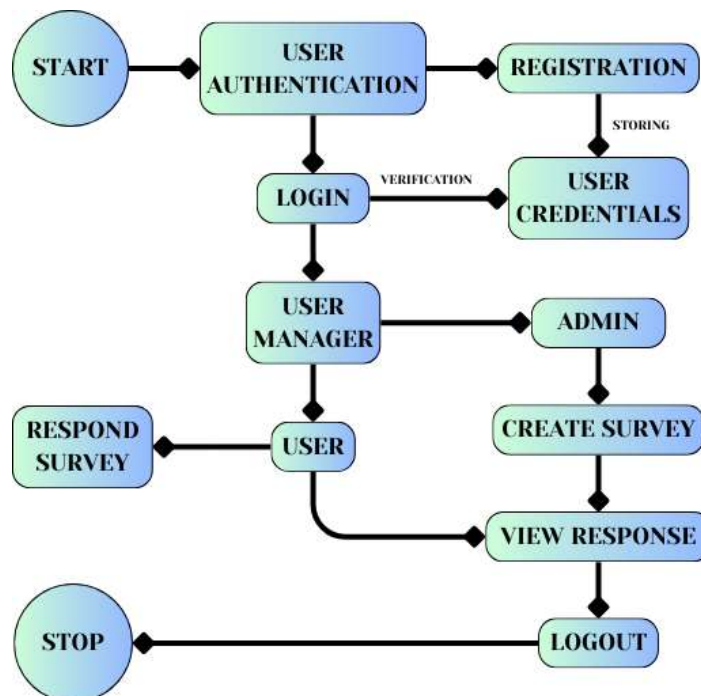 START
USER
AUTHENTICATION
REGISTRATION
STORING
LOGIN
VERIFICATION
USER
CREDENTIALS
USER
MANAGER
ADMIN
RESPOND
SURVEY
USER
CREATE SURVEY
VIEW RESPONSE
STOP
LOGOUT